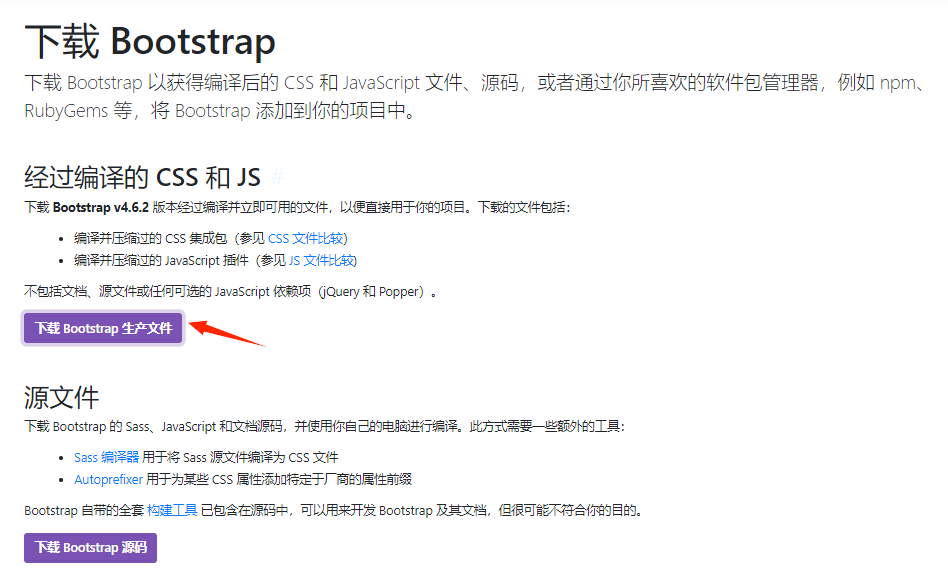 下载 Bootstrap
下载 Bootstrap 以获得编译后的 CSS 和 JavaScript 文件、源码，或者通过你所喜欢的软件包管理器，例如 npm、
RubyGems 等，将 Bootstrap 添加到你的项目中。
经过编译的 CSS 和 JS #
下载 Bootstrap v4.6.2 版本经过编译并立即可用的文件，以便直接用于你的项目。下载的文件包括：
• 编译并压缩过的 CSS 集成包（参见 CSS 文件比较）
• 编译并压缩过的 JavaScript 插件（参见 JS 文件比较）
不包括文档、源文件或任何可选的 JavaScript 依赖项（jQuery 和 Popper）。
下载 Bootstrap 生产文件
源文件
下载 Bootstrap 的 Sass、JavaScript 和文档源码，并使用你自己的电脑进行编译。此方式需要一些额外的工具：
• Sass 编译器 用于将 Sass 源文件编译为 CSS 文件
• Autoprefixer 用于为某些 CSS 属性添加特定于厂商的属性前缀
Bootstrap 自带的全套 构建工具 已包含在源码中，可以用来开发 Bootstrap 及其文档，但很可能不符合你的目的。
下载 Bootstrap 源码